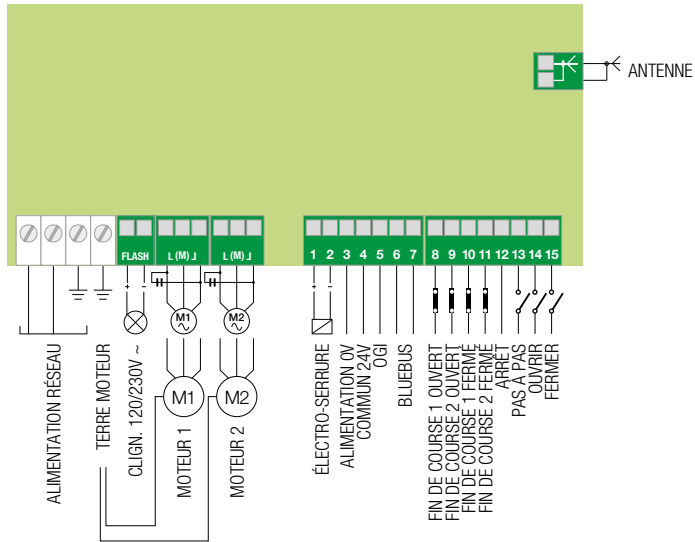 ANTENNE
FLASH
L (M) ⅃
L (M) ⅃
1 2 3 4 5 6 7
8 9 10 11 12 13 14 15
+ -
+ -
M1
~
M2
~
M1
M2
ALIMENTATION RÉSEAU
TERRE MOTEUR
CLIGN. 120/230V ~
MOTEUR 1
MOTEUR 2
ÉLECTRO-SERRURE
ALIMENTATION 0V
COMMUN 24V
OGI
BLUEBUS
FIN DE COURSE 1 OUVERT
FIN DE COURSE 2 OUVERT
FIN DE COURSE 1 FERMÉ
FIN DE COURSE 2 FERMÉ
ARRÊT
PAS À PAS
OUVRIR
FERMER